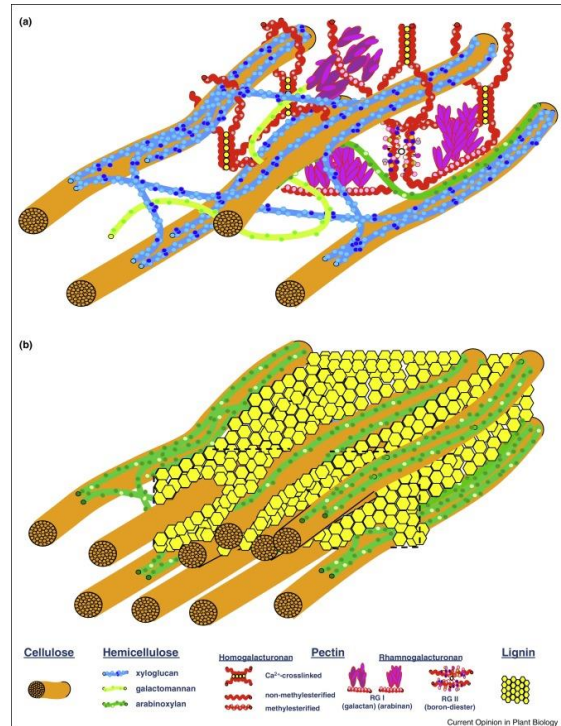 (a)
(b)
Cellulose
Hemicellulose
xyloglucan
galactomannan
arabinoxylan
Pectin
Homogalacturonan
Ca²⁺-crosslinked
non-methylesterified
methylesterified
Rhamnogalacturonan
RG I
(galactan) (arabinan)
RG II
(boron-diester)
Lignin
Current Opinion in Plant Biology